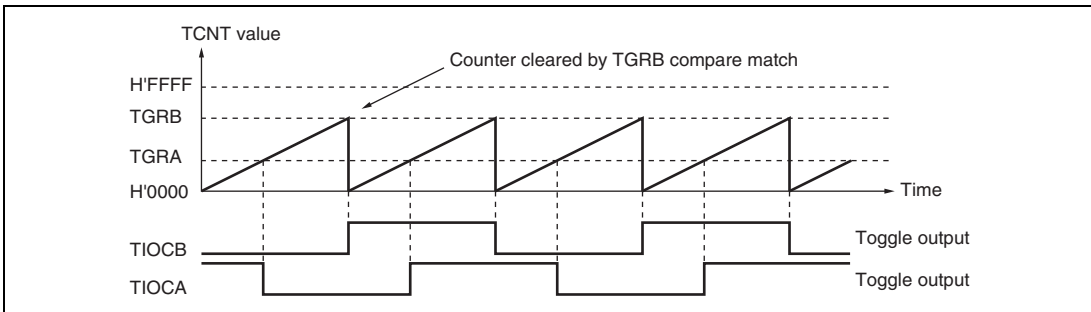 TCNT value
Counter cleared by TGRB compare match
H'FFFF
TGRB
TGRA
H'0000
Time
TIOCB
Toggle output
TIOCA
Toggle output